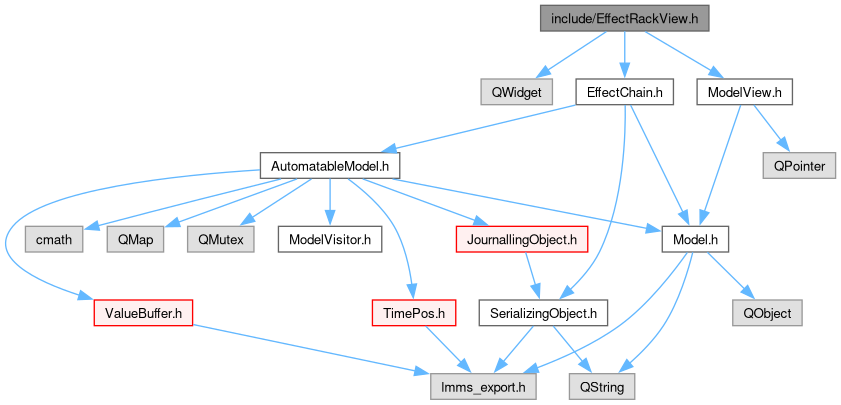 include/EffectRackView.h
QWidget
EffectChain.h
ModelView.h
AutomatableModel.h
QPointer
cmath
QMap
QMutex
ModelVisitor.h
JournallingObject.h
Model.h
ValueBuffer.h
TimePos.h
SerializingObject.h
QObject
lmms_export.h
QString